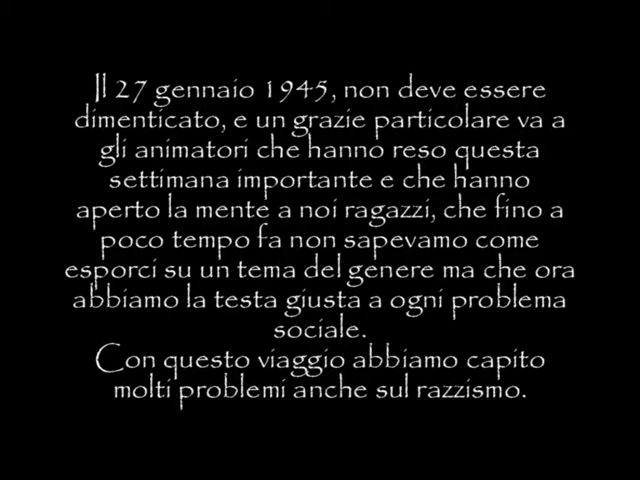 Il 27 gennaio 1945, non deve essere
dimenticato, e un grazie particolare va a
gli animatori che hanno reso questa
settimana importante e che hanno
aperto la mente a noi ragazzi, che fino a
poco tempo fa non sapevamo come
esporci su un tema del genere ma che ora
abbiamo la testa giusta a ogni problema
sociale.
Con questo viaggio abbiamo capito
molti problemi anche sul razzismo.